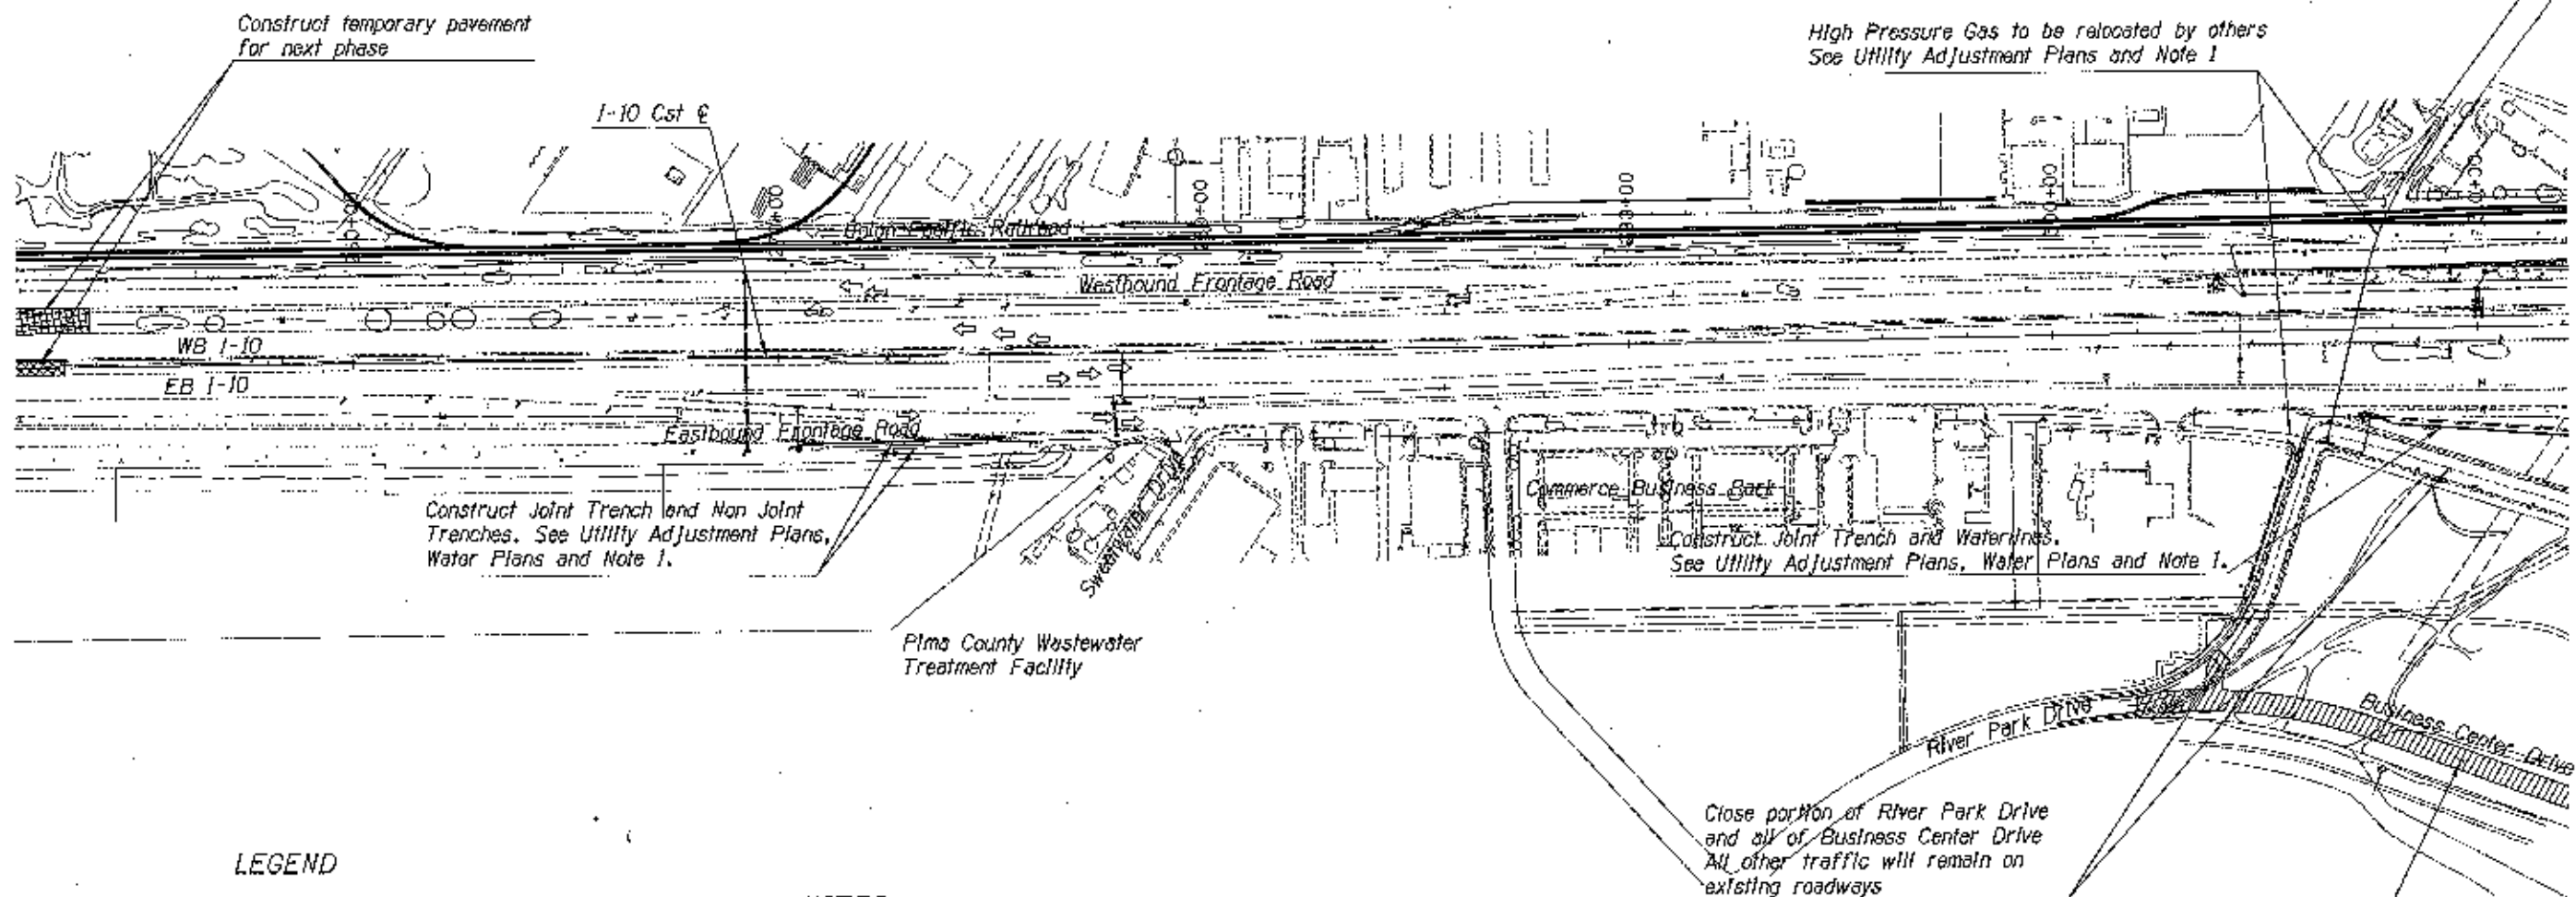 Construct temporary pavement
for next phase
High Pressure Gas to be relocated by others
See Utility Adjustment Plans and Note 1
I-10 Cst ℄
Union Pacific Railroad
Westbound Frontage Road
WB I-10
EB I-10
Eastbound Frontage Road
Commerce Business Park
Construct Joint Trench and Non Joint
Trenches. See Utility Adjustment Plans,
Water Plans and Note 1.
Sweetwater Drive
Construct Joint Trench and Waterlines.
See Utility Adjustment Plans, Water Plans and Note 1.
Pima County Wastewater
Treatment Facility
River Park Drive
Business Center Drive
Close portion of River Park Drive
and all of Business Center Drive
All other traffic will remain on
existing roadways
LEGEND